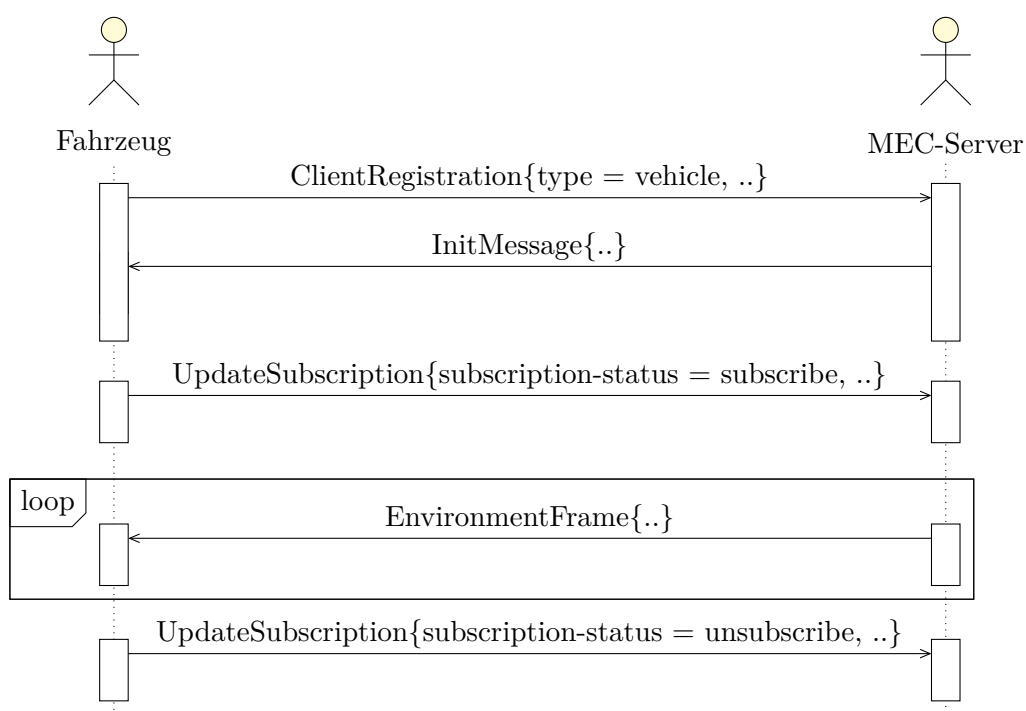 Fahrzeug
MEC-Server
ClientRegistration{type = vehicle, ..}
InitMessage{..}
UpdateSubscription{subscription-status = subscribe, ..}
loop
EnvironmentFrame{..}
UpdateSubscription{subscription-status = unsubscribe, ..}